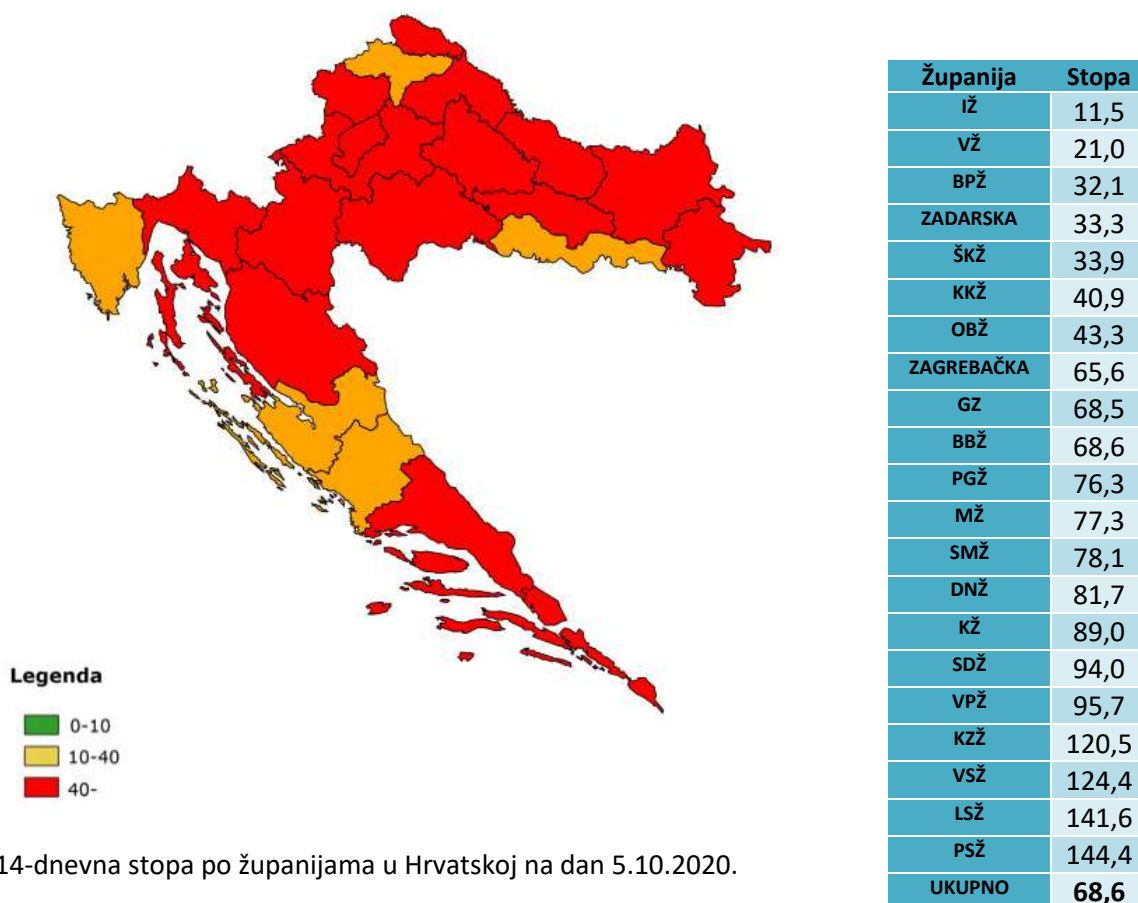 Županija Stopa
IŽ 11,5
VŽ 21,0
BPŽ 32,1
ZADARSKA 33,3
ŠKŽ 33,9
KKŽ 40,9
OBŽ 43,3
ZAGREBAČKA 65,6
GZ 68,5
BBŽ 68,6
PGŽ 76,3
MŽ 77,3
SMŽ 78,1
DNŽ 81,7
KŽ 89,0
SDŽ 94,0
VPŽ 95,7
KZŽ 120,5
VSŽ 124,4
LSŽ 141,6
PSŽ 144,4
UKUPNO 68,6
Legenda
0-10
10-40
40-
14-dnevna stopa po županijama u Hrvatskoj na dan 5.10.2020.